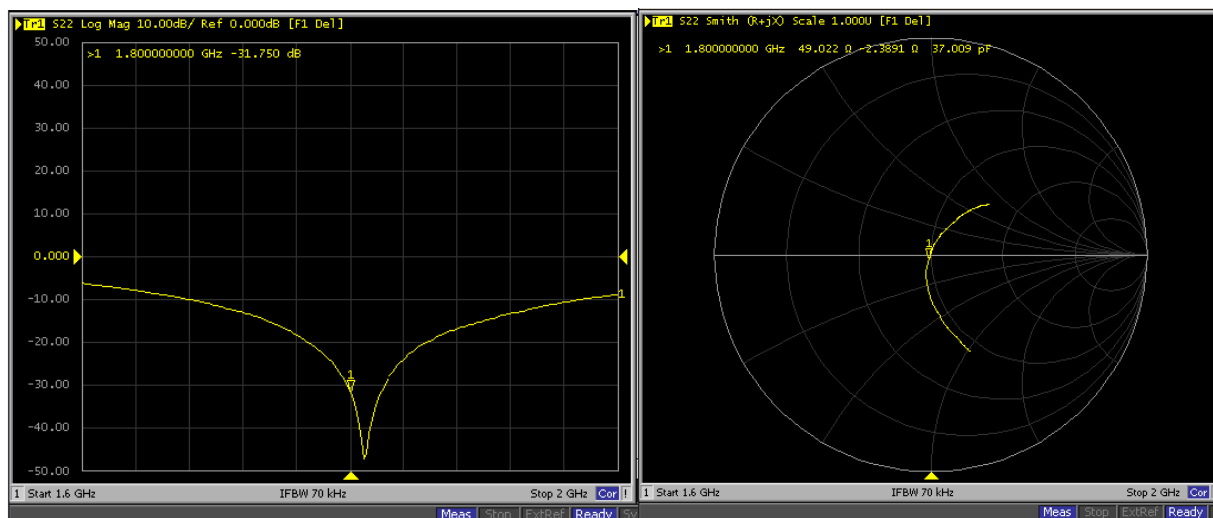 Tr1 S22 Log Mag 10.00dB/ Ref 0.000dB [F1 Del]
50.00
>1 1.800000000 GHz -31.750 dB
40.00
30.00
20.00
10.00
0.000
-10.00
1
-20.00
1
-30.00
-40.00
-50.00
1 Start 1.6 GHz IFBW 70 kHz Stop 2 GHz Cor !
Meas Stop ExtRef Ready Sv
Tr1 S22 Smith (R+jX) Scale 1.000U [F1 Del]
>1 1.800000000 GHz 49.022 Ω -2.3891 Ω 37.009 pF
1
1 Start 1.6 GHz IFBW 70 kHz Stop 2 GHz Cor
Meas Stop ExtRef Ready